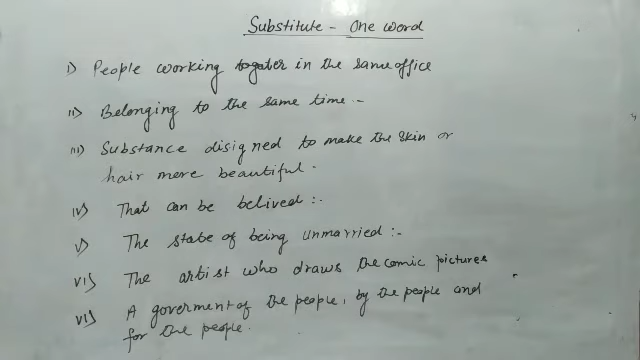 Substitute - One word
i) People working togater in the same office
ii) Belonging to the same time :-
iii) Substance disigned to make the skin or
hair more beautiful.
iv) That can be belived :-
v) The state of being unmarried :-
vi) The artist who draws the comic pictures
vi) A goverment of the people, by the people and
for the people.